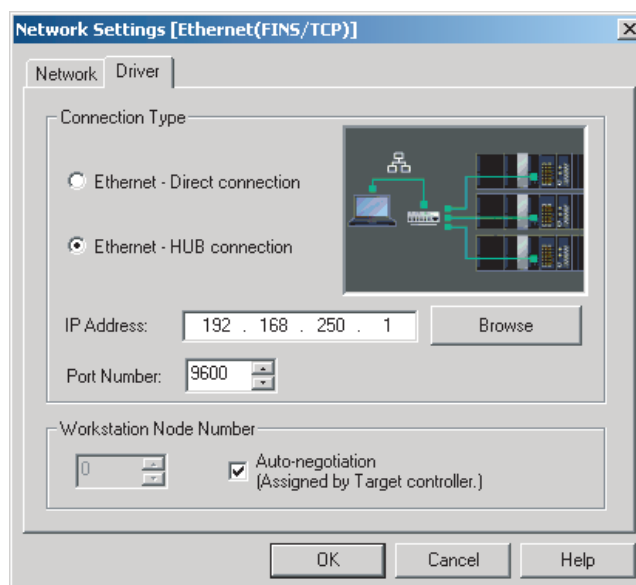 Network Settings [Ethernet(FINS/TCP)]
Network
Driver
Connection Type
Ethernet - Direct connection
Ethernet - HUB connection
IP Address:
192 . 168 . 250 . 1
Browse
Port Number:
9600
Workstation Node Number
0
Auto-negotiation
(Assigned by Target controller.)
OK
Cancel
Help